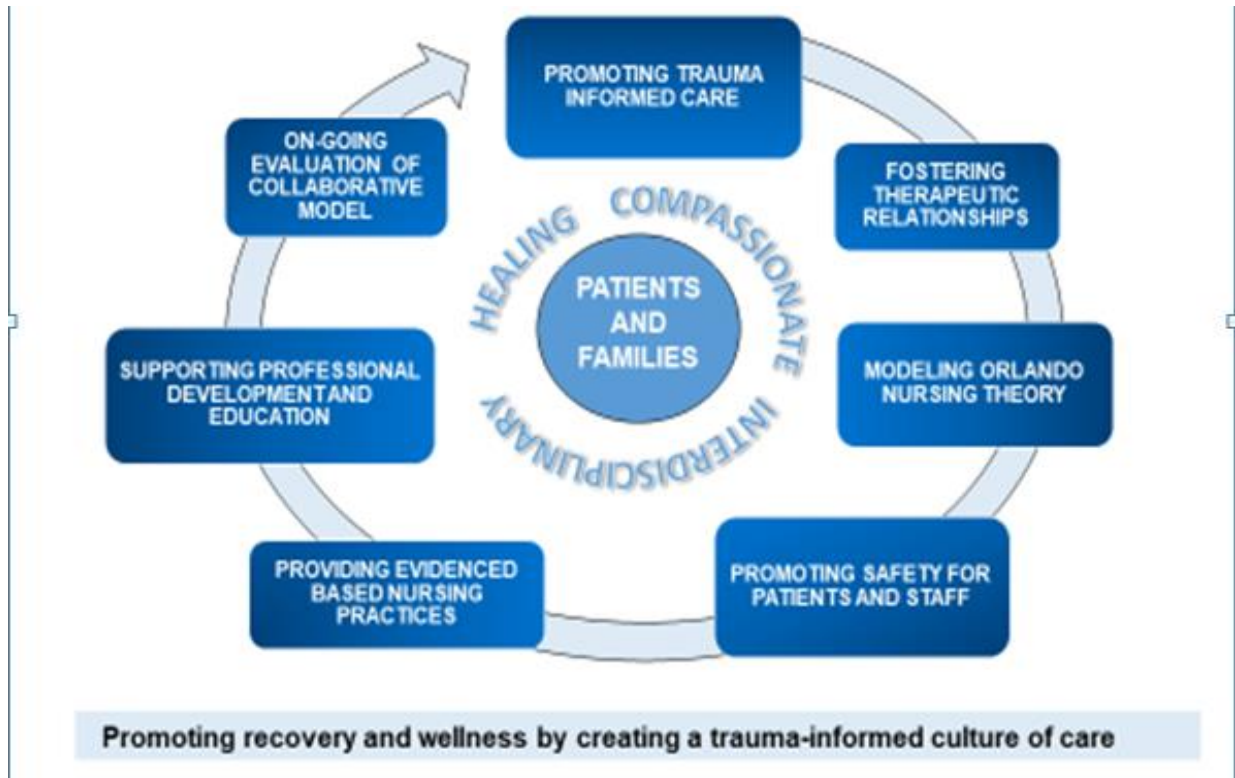 PROMOTING TRAUMA
INFORMED CARE
FOSTERING
THERAPEUTIC
RELATIONSHIPS
MODELING ORLANDO
NURSING THEORY
PROMOTING SAFETY FOR
PATIENTS AND STAFF
PROVIDING EVIDENCED
BASED NURSING
PRACTICES
SUPPORTING PROFESSIONAL
DEVELOPMENT AND
EDUCATION
ON-GOING
EVALUATION OF
COLLABORATIVE
MODEL
HEALING COMPASSIONATE INTERDISCIPLINARY
PATIENTS
AND
FAMILIES
Promoting recovery and wellness by creating a trauma-informed culture of care